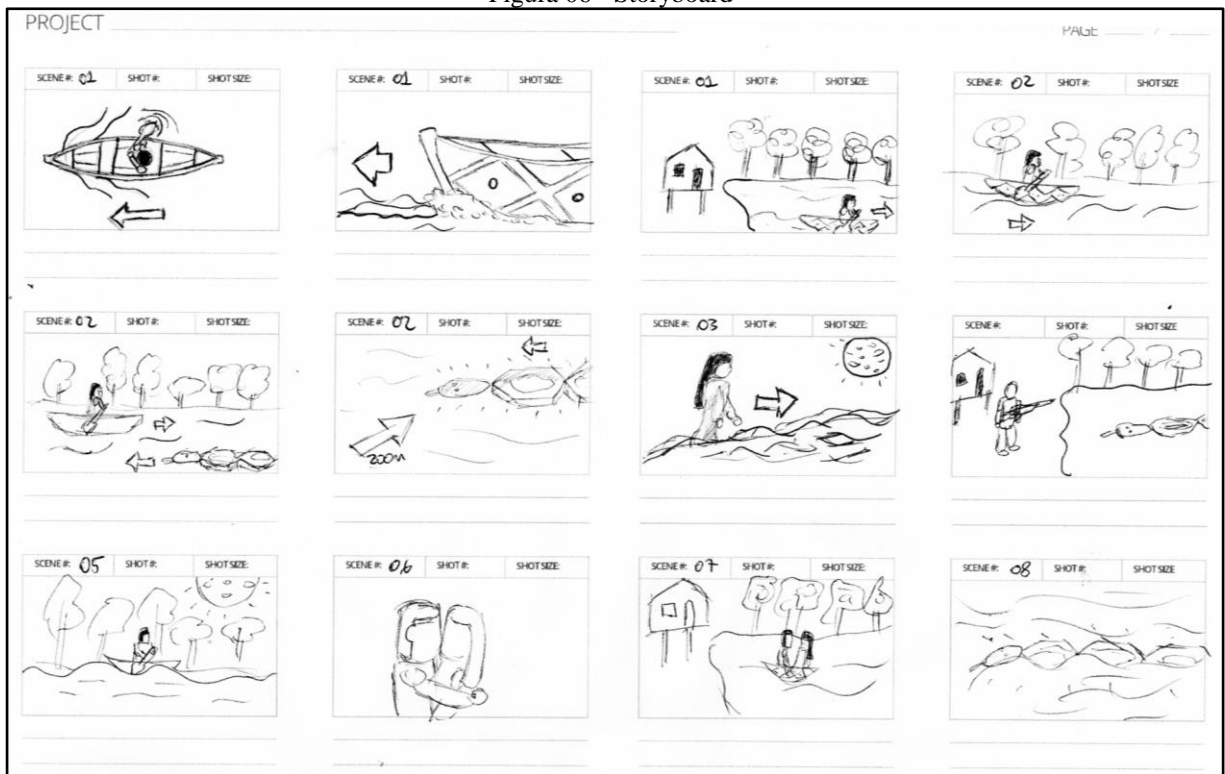 Figura 08 - Storyboard
PROJECT
PAGE /
SCENE #: 01 SHOT #: SHOT SIZE:
SCENE #: 01 SHOT #: SHOT SIZE:
SCENE #: 01 SHOT #: SHOT SIZE:
SCENE #: 02 SHOT #: SHOT SIZE
SCENE #: 02 SHOT #: SHOT SIZE:
SCENE #: 02 SHOT #: SHOT SIZE:
ZOOM
SCENE #: 03 SHOT #: SHOT SIZE:
SCENE #: SHOT #: SHOT SIZE
SCENE #: 05 SHOT #: SHOT SIZE:
SCENE #: 06 SHOT #: SHOT SIZE:
SCENE #: 07 SHOT #: SHOT SIZE:
SCENE #: 08 SHOT #: SHOT SIZE